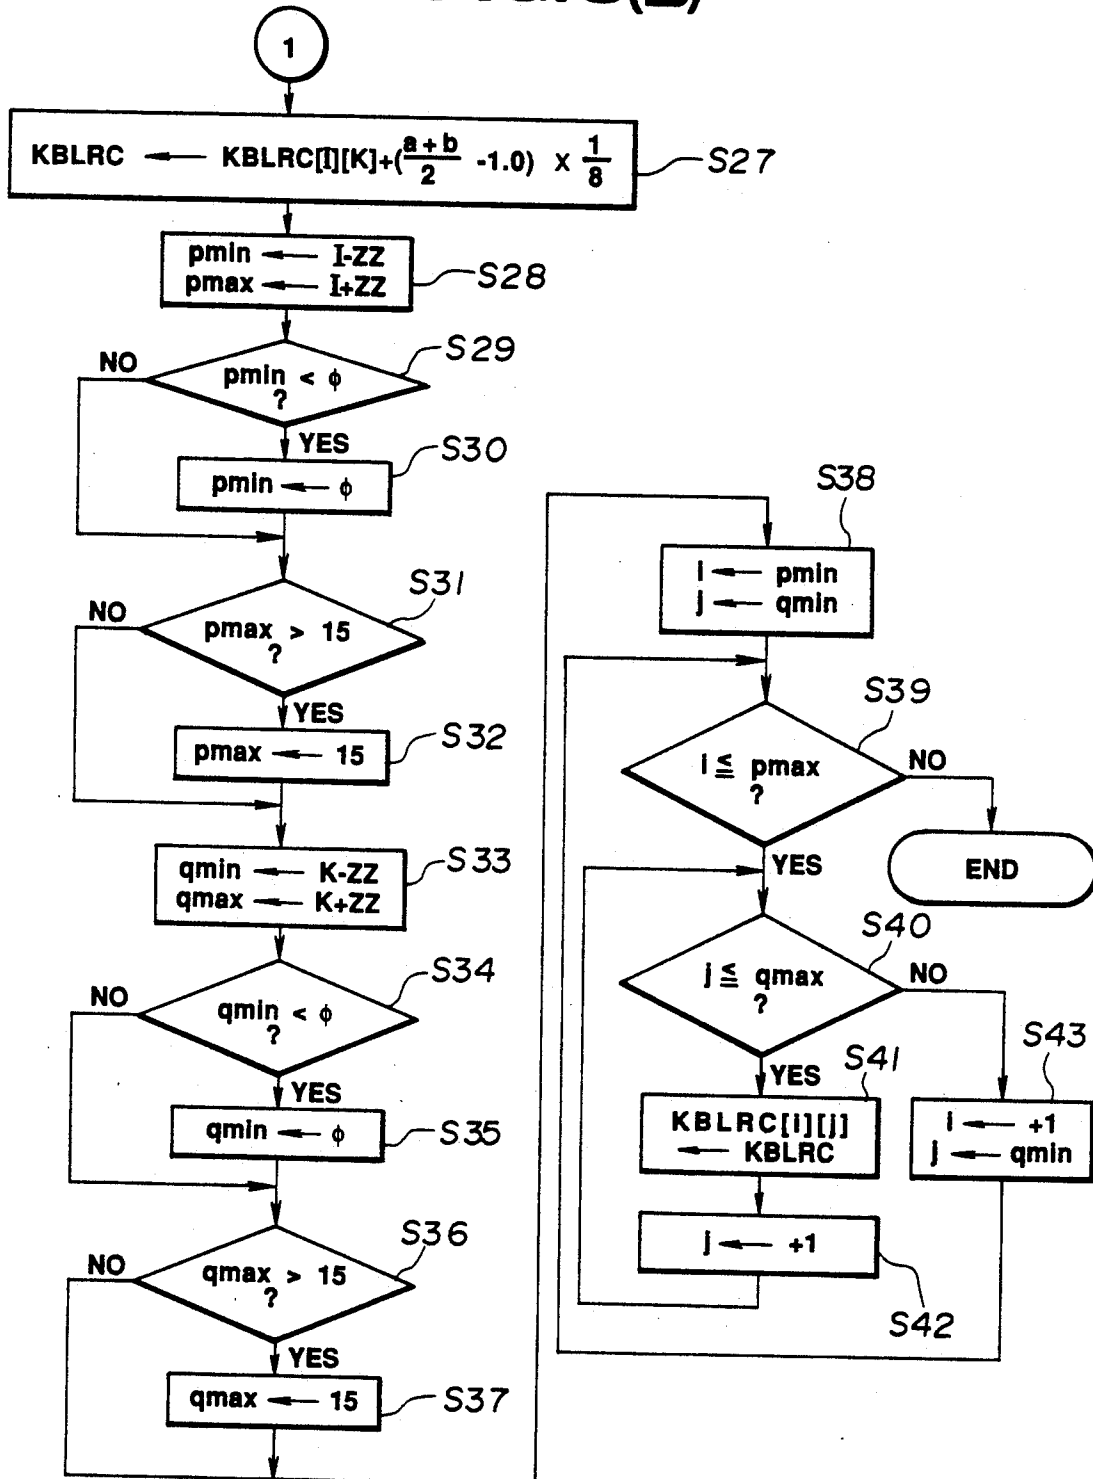 1
KBLRC ← KBLRC[I][K]+(a+b/2 -1.0) × 1/8
S27
pmin ← I-ZZ
pmax ← I+ZZ
S28
S29
NO
pmin < φ
?
YES
S30
pmin ← φ
S31
NO
pmax > 15
?
YES
S32
pmax ← 15
qmin ← K-ZZ
qmax ← K+ZZ
S33
S34
NO
qmin < φ
?
YES
qmin ← φ
S35
S36
NO
qmax > 15
?
YES
qmax ← 15
S37
S38
i ← pmin
j ← qmin
S39
i ≦ pmax
?
NO
YES
END
S40
j ≦ qmax
?
NO
YES
S41
KBLRC[i][j]
← KBLRC
S43
i ← +1
j ← qmin
j ← +1
S42